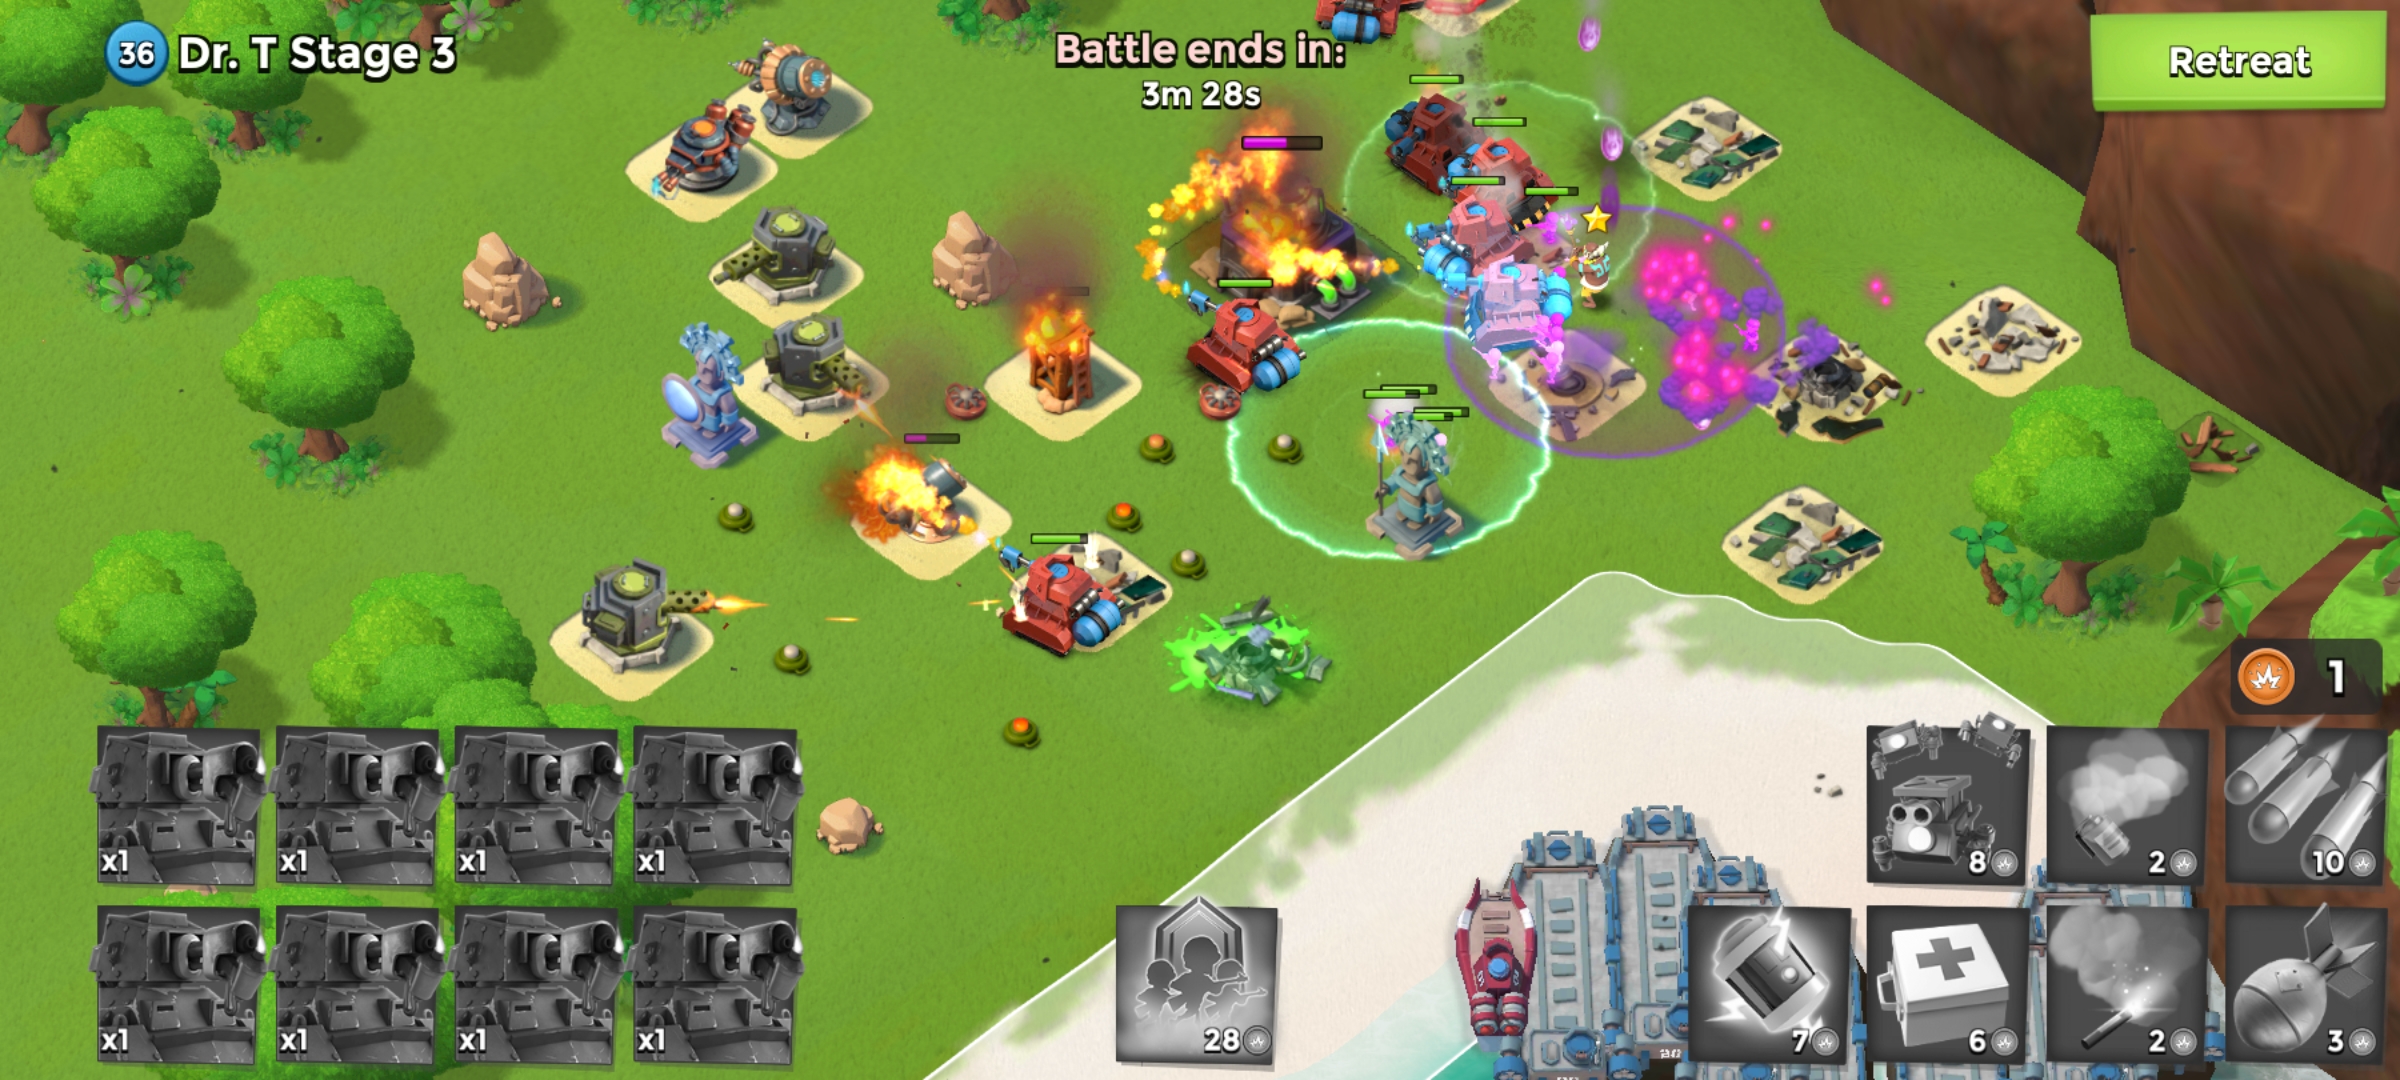 36 Dr. T Stage 3
Battle ends in:
3m 28s
Retreat
1
8
2
10
x1
x1
x1
x1
x1
x1
x1
x1
28
7
6
2
3